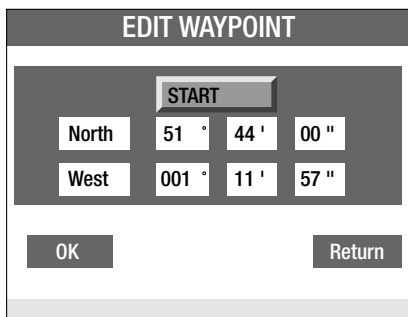 EDIT WAYPOINT
START
North 51 ° 44 ' 00 "
West 001 ° 11 ' 57 "
OK Return